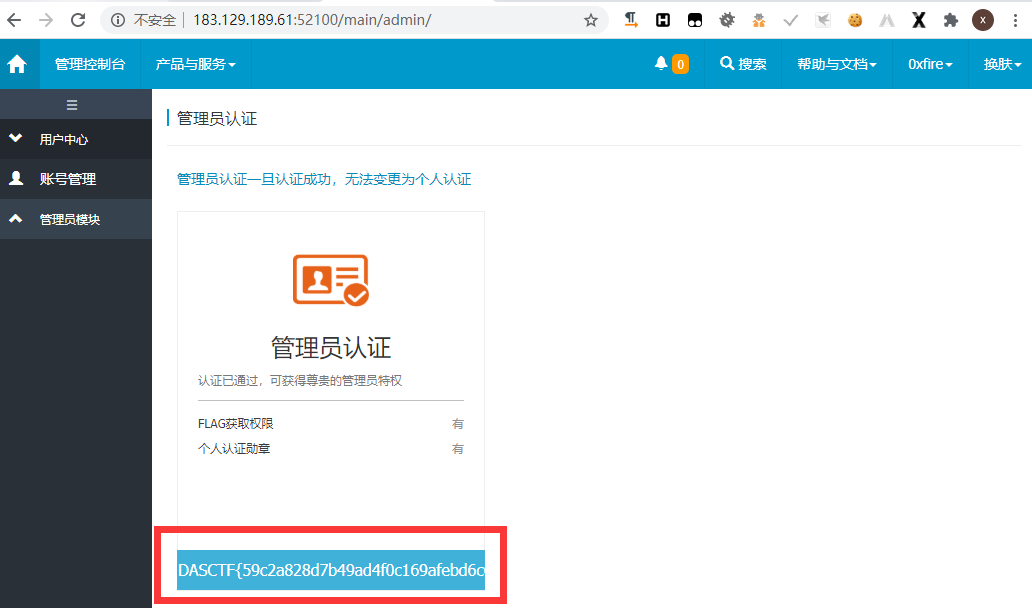 不安全 183.129.189.61:52100/main/admin/
管理控制台 产品与服务 0 搜索 帮助与文档 0xfire 换肤
管理员认证
用户中心
管理员认证一旦认证成功，无法变更为个人认证
账号管理
管理员模块
管理员认证
认证已通过，可获得尊贵的管理员特权
FLAG获取权限 有
个人认证勋章 有
DASCTF{59c2a828d7b49ad4f0c169afebd6c